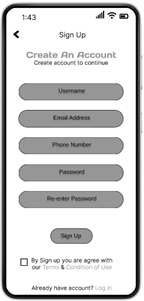 1:43
Sign Up
Create An Account
Create account to continue
Username
Email Address
Phone Number
Password
Re-enter Password
Sign Up
By Sign up you are agree with
our Terms & Condition of Use
Already have account? Log in